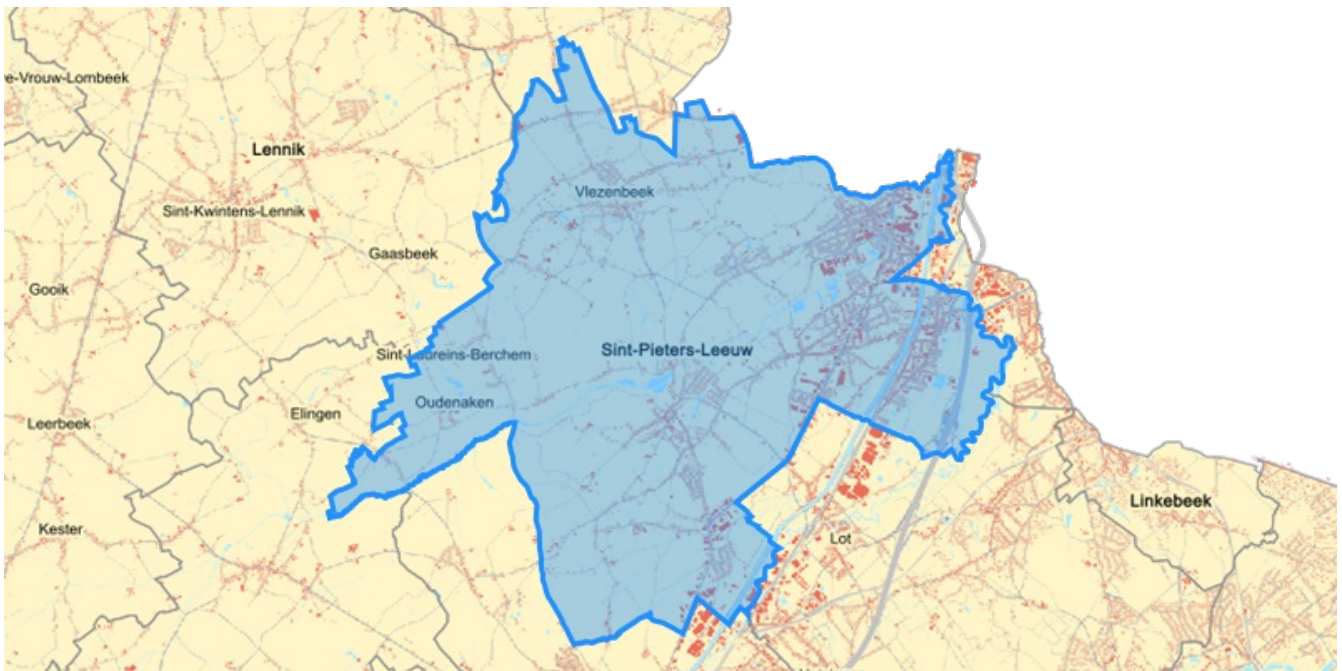 e-Vrouw-Lombeek
Lennik
Vlezenbeek
Sint-Kwintens-Lennik
Gaasbeek
Gooik
Sint-Pieters-Leeuw
Sint-Laureins-Berchem
Oudenaken
Elingen
Leerbeek
Linkebeek
Kester
Lot